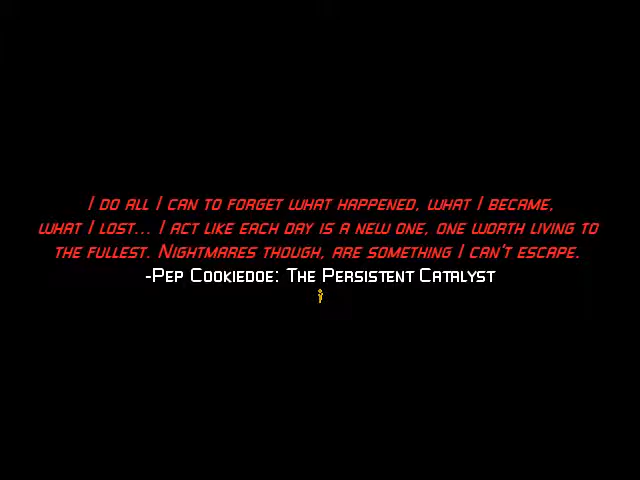 I do all I can to forget what happened, what I became,
what I lost... I act like each day is a new one, one worth living to
the fullest. Nightmares though, are something I can't escape.
-Pep Cookiedoe: The Persistent Catalyst